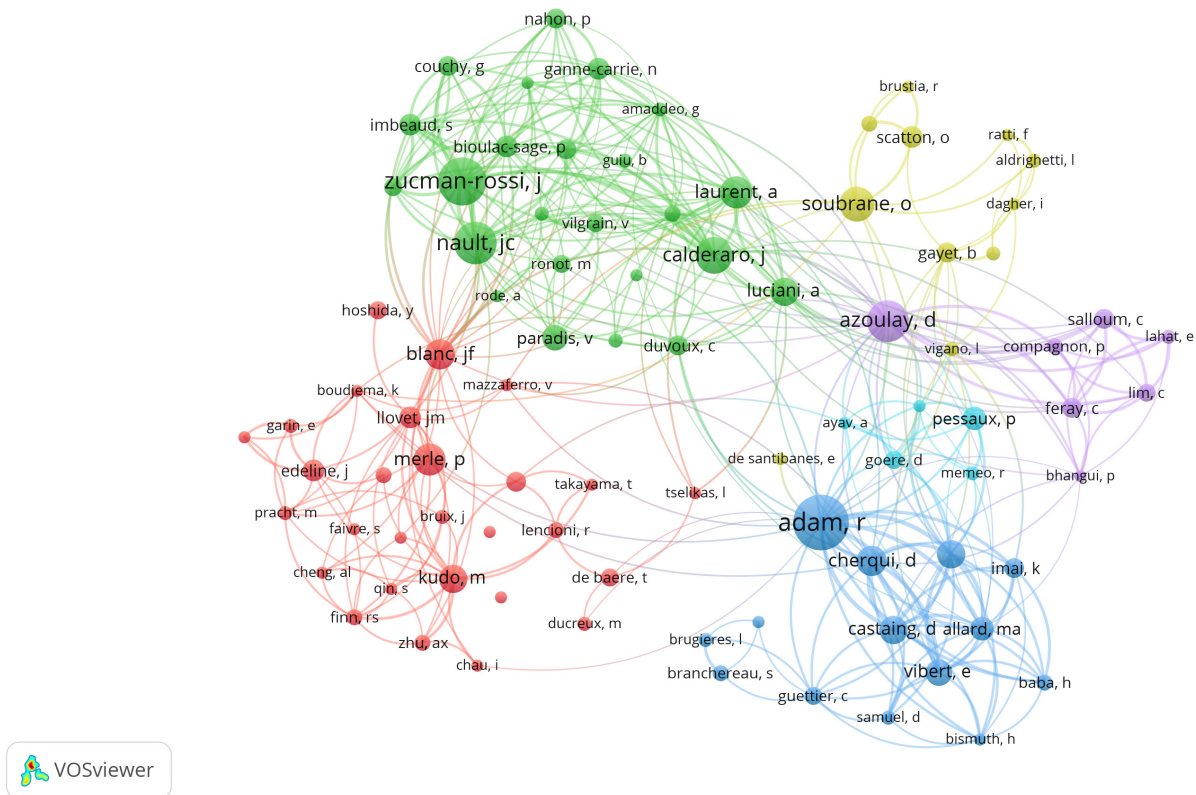 nahon, p
couchy, g
ganne-carrie, n
brustia, r
amaddeo, g
imbeaud, s
scatton, o
ratti, f
bioulac-sage, p
guiu, b
aldrighetti, l
zucman-rossi, j
laurent, a
soubrane, o
dagher, i
vilgrain, v
nault, jc
calderaro, j
gayet, b
ronot, m
rode, a
luciani, a
hoshida, y
azoulay, d
salloum, c
lahat, e
paradis, v
duvoux, c
vigano, l
compagnon, p
blanc, jf
boudjema, k
mazzaferro, v
lim, c
feray, c
llovet, jm
garin, e
ayav, a
pessaux, p
merle, p
de santibanes, e
goere, d
edeline, j
memeo, r
bhangui, p
takayama, t
tselikas, l
pracht, m
bruix, j
faivre, s
lencioni, r
adam, r
cherqui, d
imai, k
cheng, al
kudo, m
de baere, t
qin, s
finn, rs
ducreux, m
castaing, d
allard, ma
zhu, ax
brugieres, l
chau, i
branchereau, s
vibert, e
baba, h
guettier, c
samuel, d
bismuth, h
VOSviewer